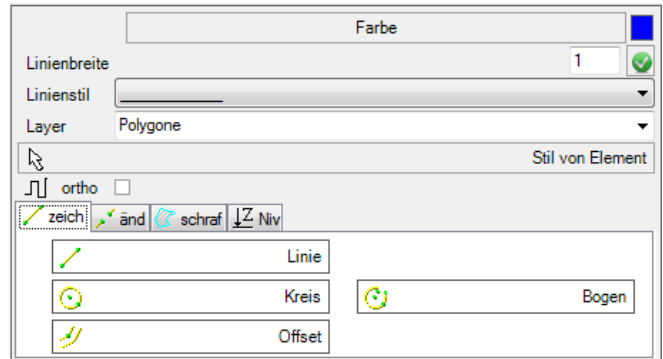 Farbe
Linienbreite 1
Linienstil
Layer Polygone
Stil von Element
ortho
zeich änd schraf Z Niv
Linie
Kreis Bogen
Offset